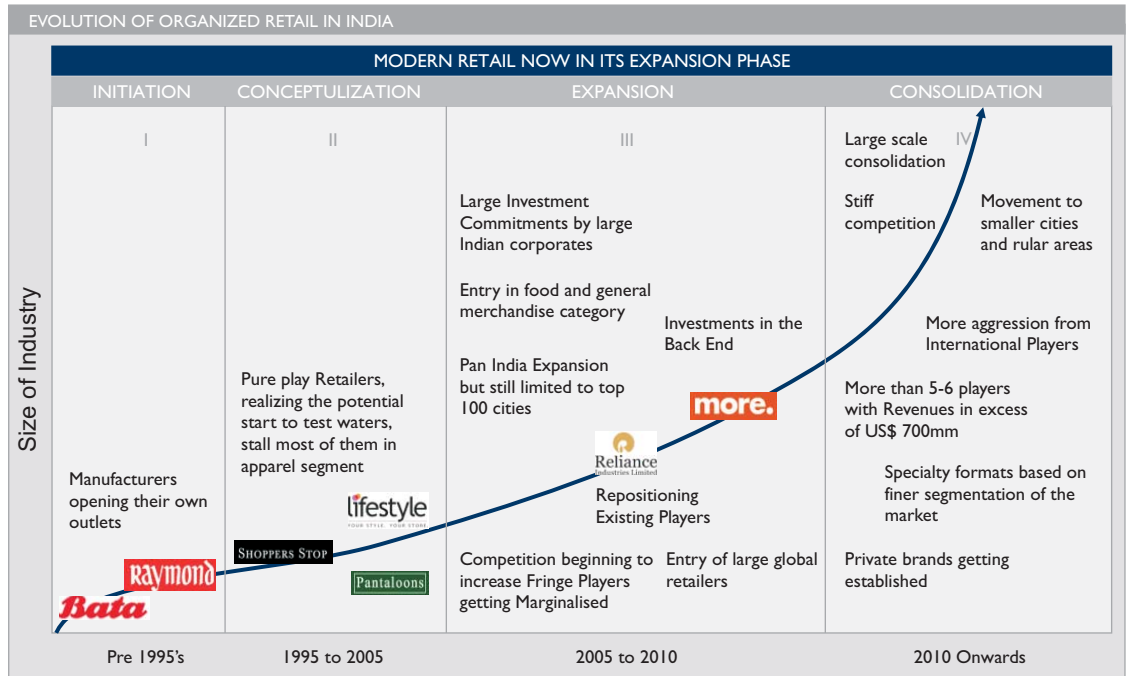 EVOLUTION OF ORGANIZED RETAIL IN INDIA
MODERN RETAIL NOW IN ITS EXPANSION PHASE
INITIATION
CONCEPTULIZATION
EXPANSION
CONSOLIDATION
Size of Industry
I
Manufacturers
opening their own
outlets
RAYMOND
Bata
II
Pure play Retailers,
realizing the potential
start to test waters,
stall most of them in
apparel segment
lifestyle
YOUR STYLE. YOUR STORE
SHOPPERS STOP
Pantaloons
III
Large Investment
Commitments by large
Indian corporates
Entry in food and general
merchandise category
Investments in the
Back End
Pan India Expansion
but still limited to top
100 cities
more.
Reliance
Industries Limited
Repositioning
Existing Players
Competition beginning to
increase Fringe Players
getting Marginalised
Entry of large global
retailers
IV
Large scale
consolidation
Stiff
competition
Movement to
smaller cities
and rular areas
More aggression from
International Players
More than 5-6 players
with Revenues in excess
of US$ 700mm
Specialty formats based on
finer segmentation of the
market
Private brands getting
established
Pre 1995's
1995 to 2005
2005 to 2010
2010 Onwards